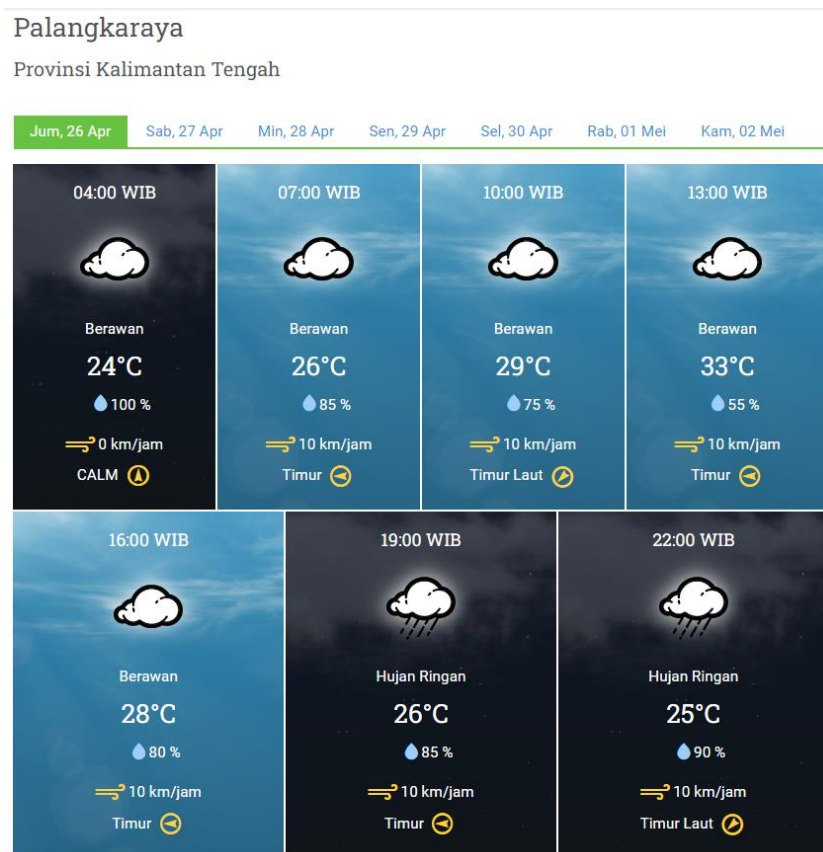 Palangkaraya
Provinsi Kalimantan Tengah
Jum, 26 Apr Sab, 27 Apr Min, 28 Apr Sen, 29 Apr Sel, 30 Apr Rab, 01 Mei Kam, 02 Mei
04:00 WIB
Berawan
24°C
100 %
0 km/jam
CALM
07:00 WIB
Berawan
26°C
85 %
10 km/jam
Timur
10:00 WIB
Berawan
29°C
75 %
10 km/jam
Timur Laut
13:00 WIB
Berawan
33°C
55 %
10 km/jam
Timur
16:00 WIB
Berawan
28°C
80 %
10 km/jam
Timur
19:00 WIB
Hujan Ringan
26°C
85 %
10 km/jam
Timur
22:00 WIB
Hujan Ringan
25°C
90 %
10 km/jam
Timur Laut